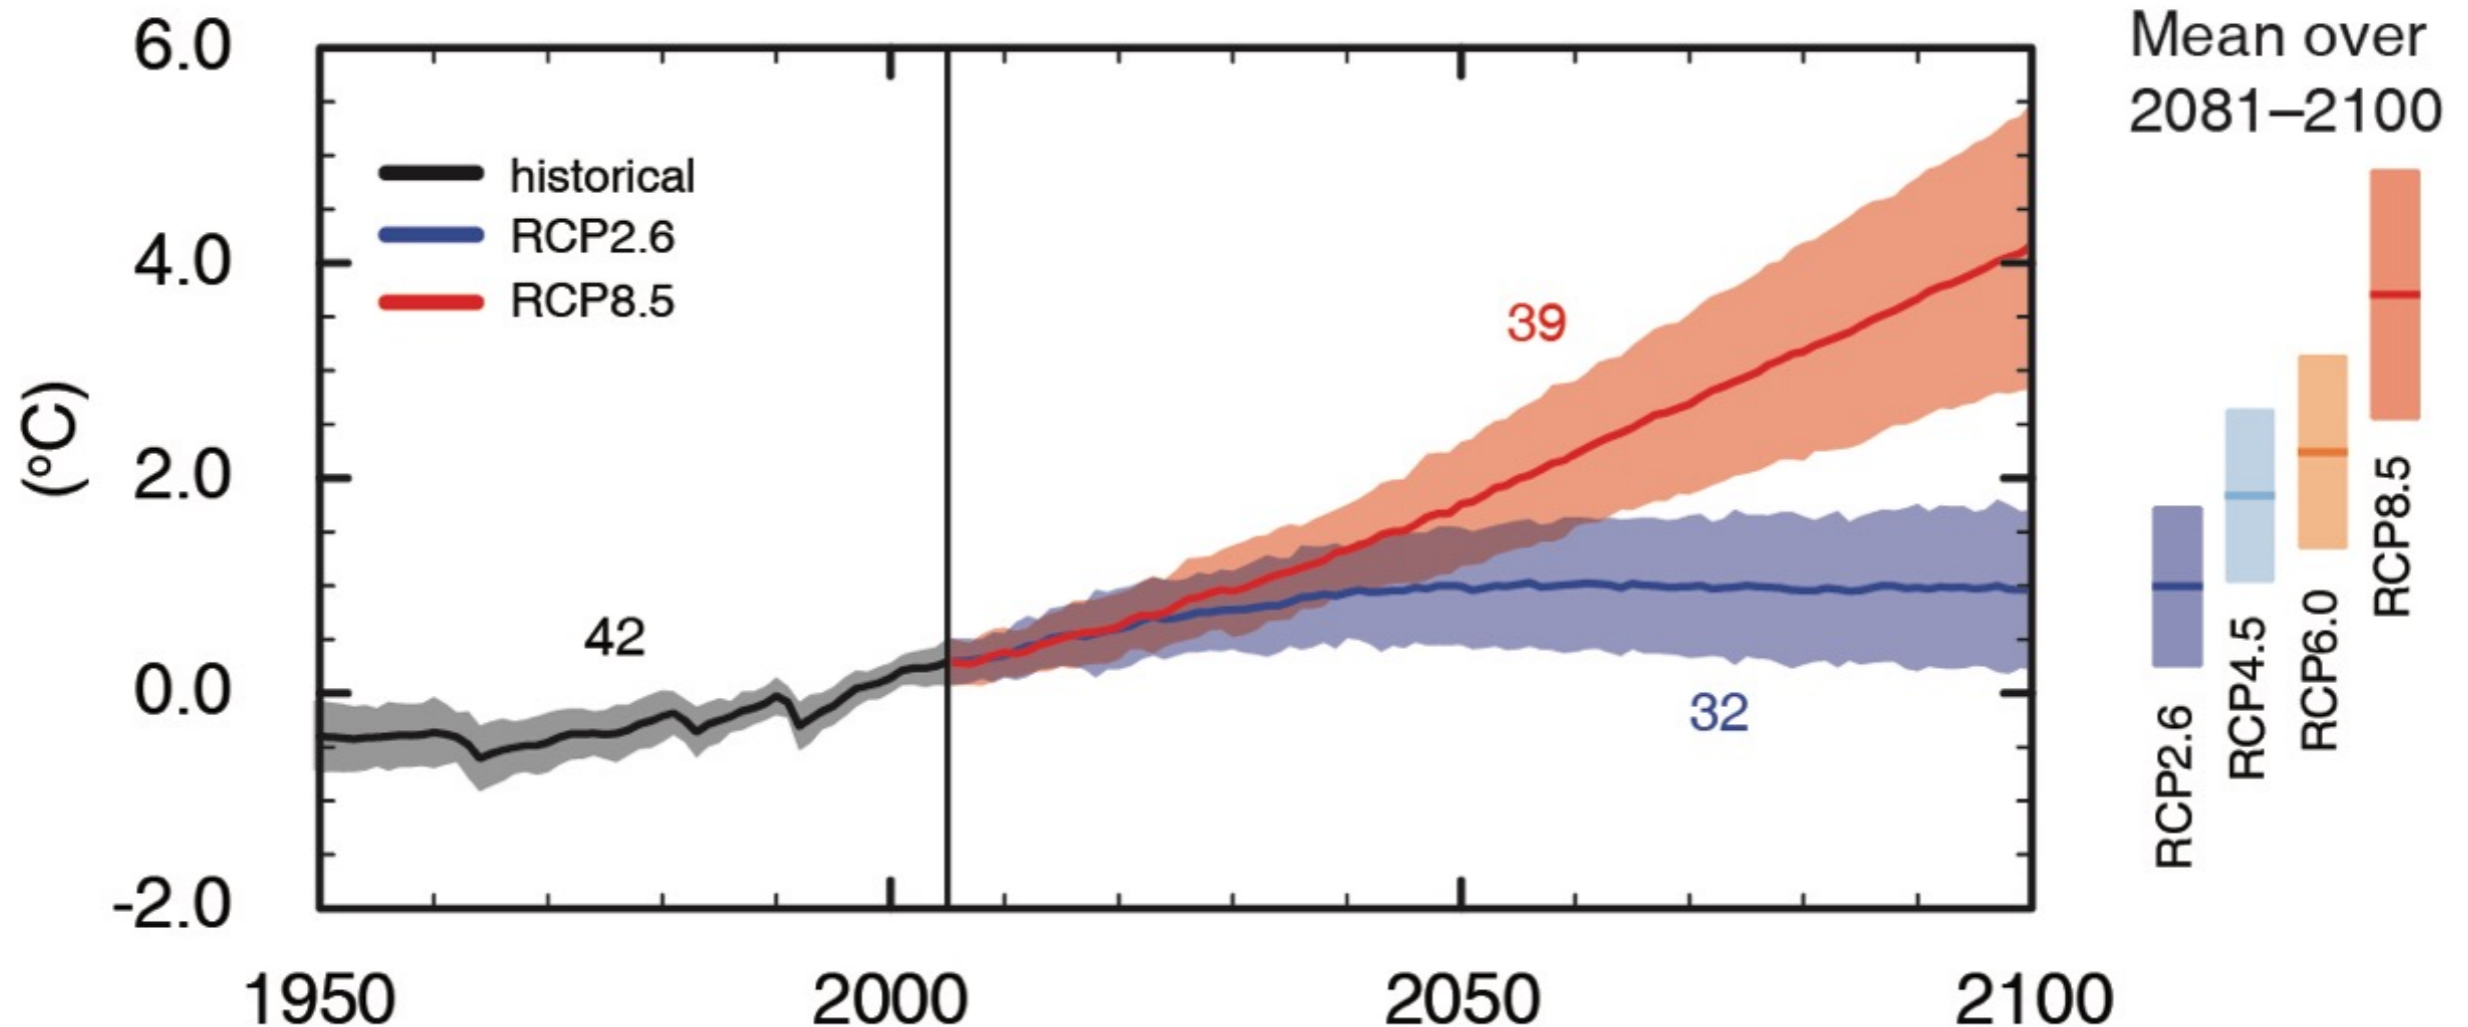 6.0
4.0
2.0
0.0
-2.0
(°C)
1950
2000
2050
2100
historical
RCP2.6
RCP8.5
42
39
32
Mean over
2081–2100
RCP2.6
RCP4.5
RCP6.0
RCP8.5